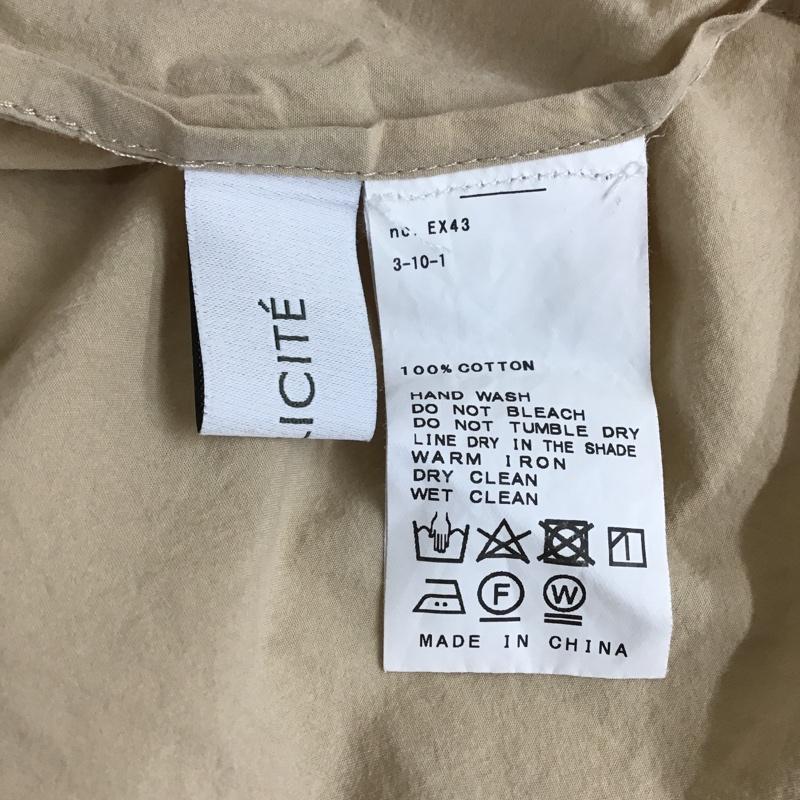 LICITÉ
no. EX43
3-10-1
100% COTTON
HAND WASH
DO NOT BLEACH
DO NOT TUMBLE DRY
LINE DRY IN THE SHADE
WARM IRON
DRY CLEAN
WET CLEAN
F W
MADE IN CHINA